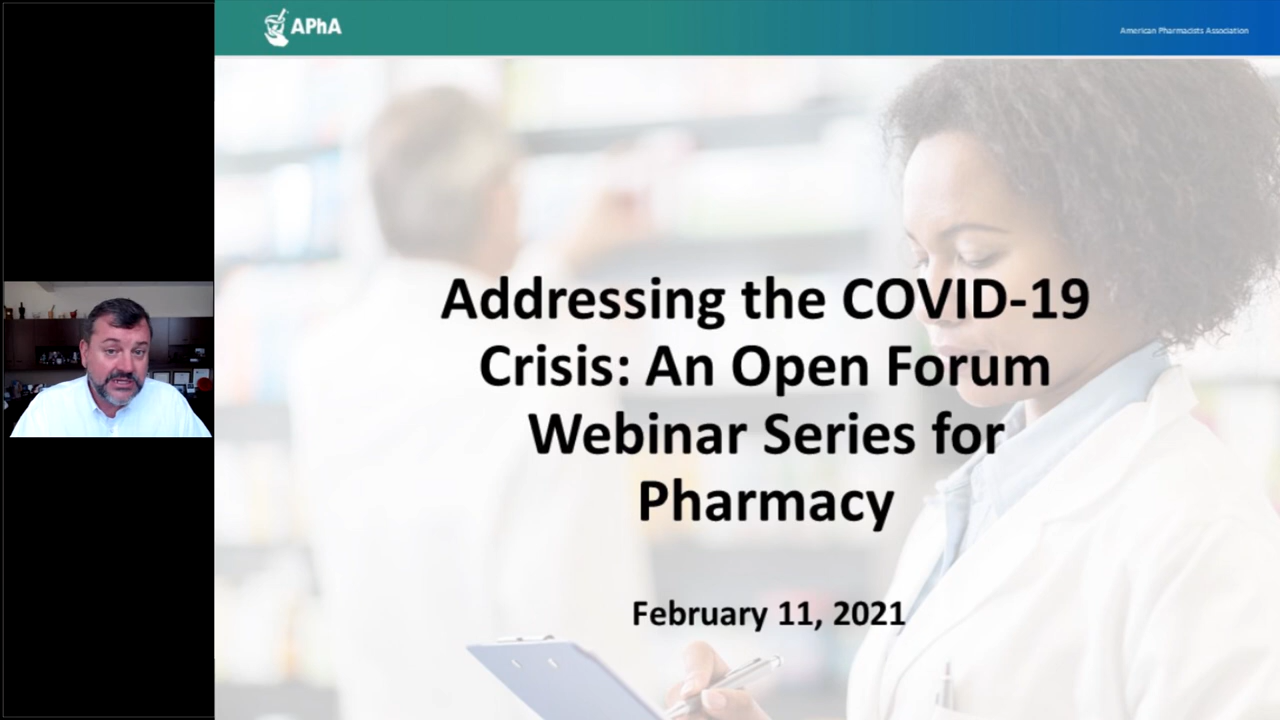 APhA
American Pharmacists Association
Addressing the COVID-19
Crisis: An Open Forum
Webinar Series for
Pharmacy
February 11, 2021